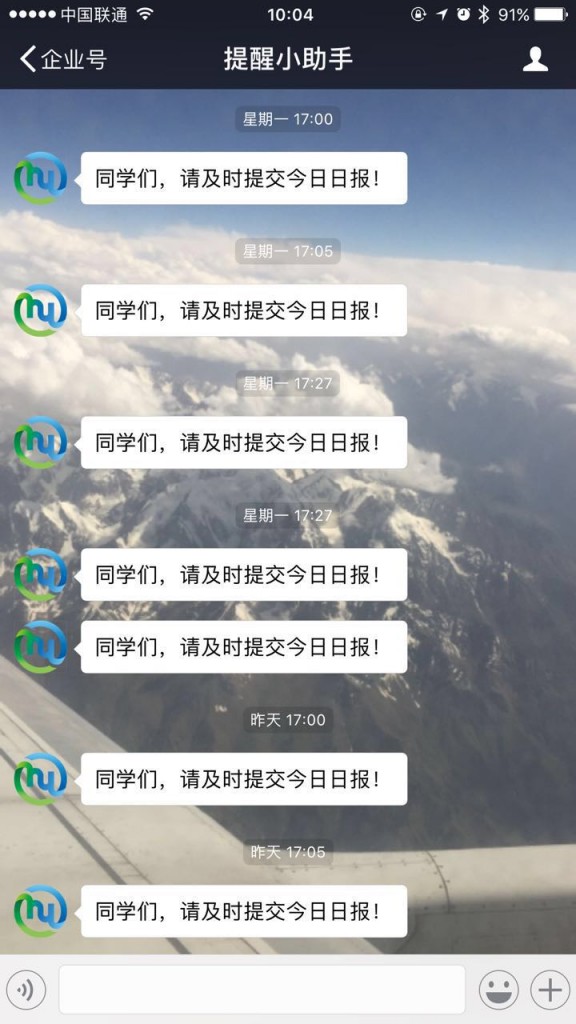 中国联通 10:04 91%
企业号 提醒小助手
星期一 17:00
同学们，请及时提交今日日报！
星期一 17:05
同学们，请及时提交今日日报！
星期一 17:27
同学们，请及时提交今日日报！
星期一 17:27
同学们，请及时提交今日日报！
同学们，请及时提交今日日报！
昨天 17:00
同学们，请及时提交今日日报！
昨天 17:05
同学们，请及时提交今日日报！